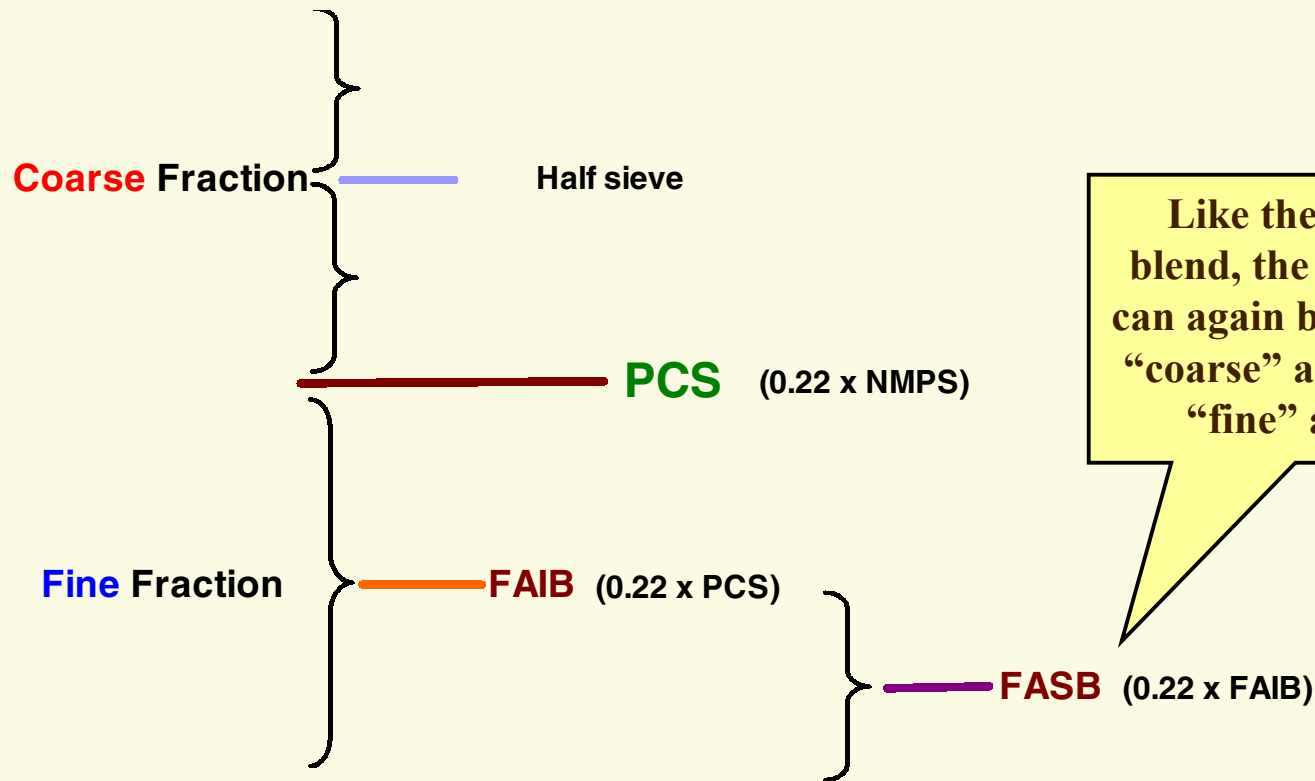 Coarse Fraction
Half sieve
Like the
blend, the
can again b
“coarse” a
“fine” a
PCS (0.22 x NMPS)
Fine Fraction
FAIB (0.22 x PCS)
FASB (0.22 x FAIB)